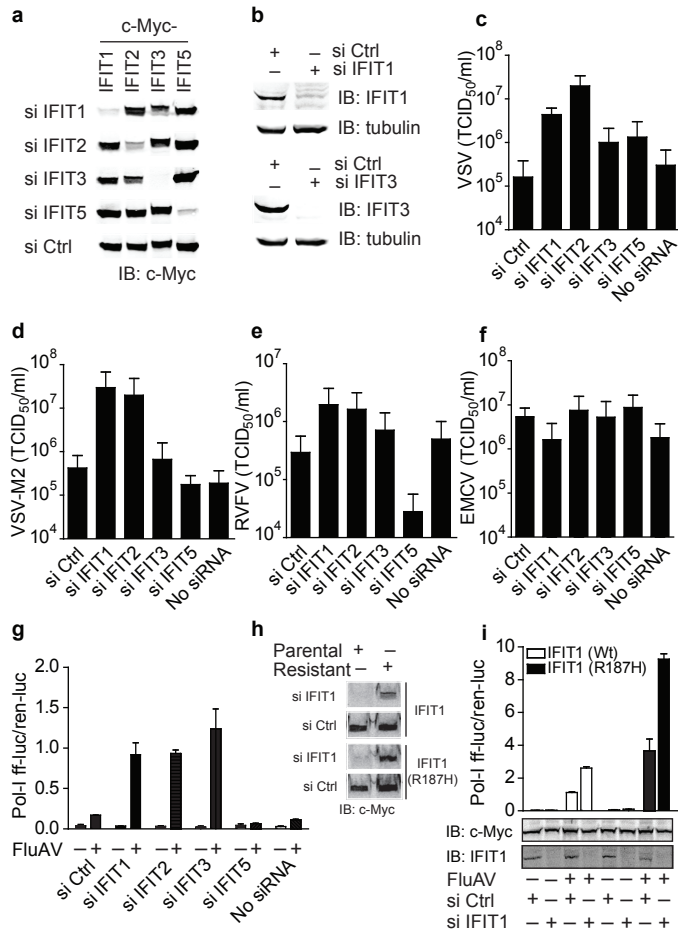 a
c-Myc-
IFIT1
IFIT2
IFIT3
IFIT5
si IFIT1
si IFIT2
si IFIT3
si IFIT5
si Ctrl
IB: c-Myc
b
+ – si Ctrl
– + si IFIT1
IB: IFIT1
IB: tubulin
+ – si Ctrl
– + si IFIT3
IB: IFIT3
IB: tubulin
c
VSV (TCID50/ml)
10^8
10^7
10^6
10^5
10^4
si Ctrl
si IFIT1
si IFIT2
si IFIT3
si IFIT5
No siRNA
d
VSV-M2 (TCID50/ml)
10^8
10^7
10^6
10^5
10^4
si Ctrl
si IFIT1
si IFIT2
si IFIT3
si IFIT5
No siRNA
e
RVFV (TCID50/ml)
10^7
10^6
10^5
10^4
si Ctrl
si IFIT1
si IFIT2
si IFIT3
si IFIT5
No siRNA
f
EMCV (TCID50/ml)
10^8
10^7
10^6
10^5
10^4
si Ctrl
si IFIT1
si IFIT2
si IFIT3
si IFIT5
No siRNA
g
Pol-I ff-luc/ren-luc
2.0
1.5
1.0
0.5
0.0
FluAV – + – + – + – + – + – +
si Ctrl
si IFIT1
si IFIT2
si IFIT3
si IFIT5
No siRNA
h
Parental + –
Resistant – +
si IFIT1
si Ctrl
IFIT1
si IFIT1
si Ctrl
IFIT1
(R187H)
IB: c-Myc
i
IFIT1 (Wt)
IFIT1 (R187H)
Pol-I ff-luc/ren-luc
10
8
6
4
2
0
IB: c-Myc
IB: IFIT1
FluAV – – + + – – + +
si Ctrl + – + – + – + –
si IFIT1 – + – + – + – +